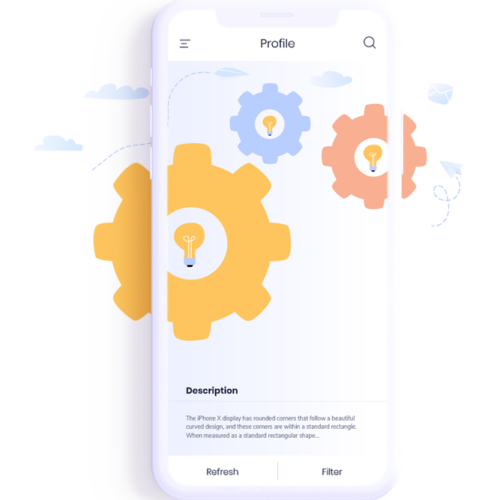 Profile
Description
The iPhone X display has rounded corners that follow a beautiful
curved design, and these corners are within a standard rectangle.
When measured as a standard rectangular shape...
Refresh
Filter